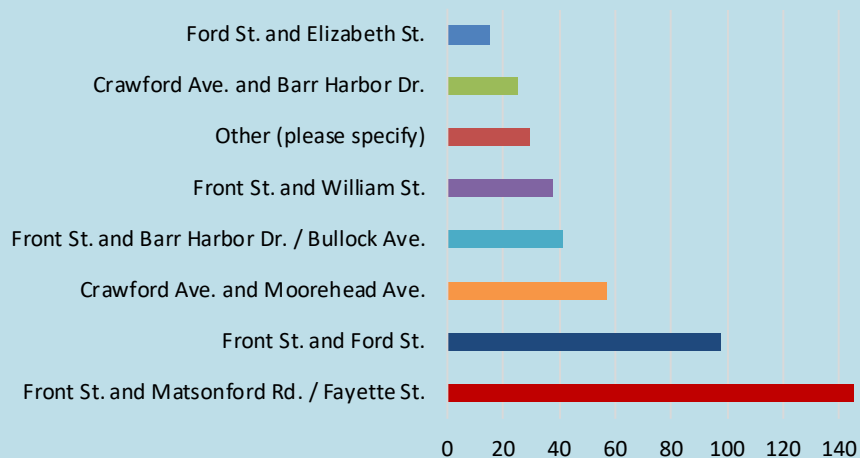 Ford St. and Elizabeth St.
Crawford Ave. and Barr Harbor Dr.
Other (please specify)
Front St. and William St.
Front St. and Barr Harbor Dr. / Bullock Ave.
Crawford Ave. and Moorehead Ave.
Front St. and Ford St.
Front St. and Matsonford Rd. / Fayette St.
0 20 40 60 80 100 120 140